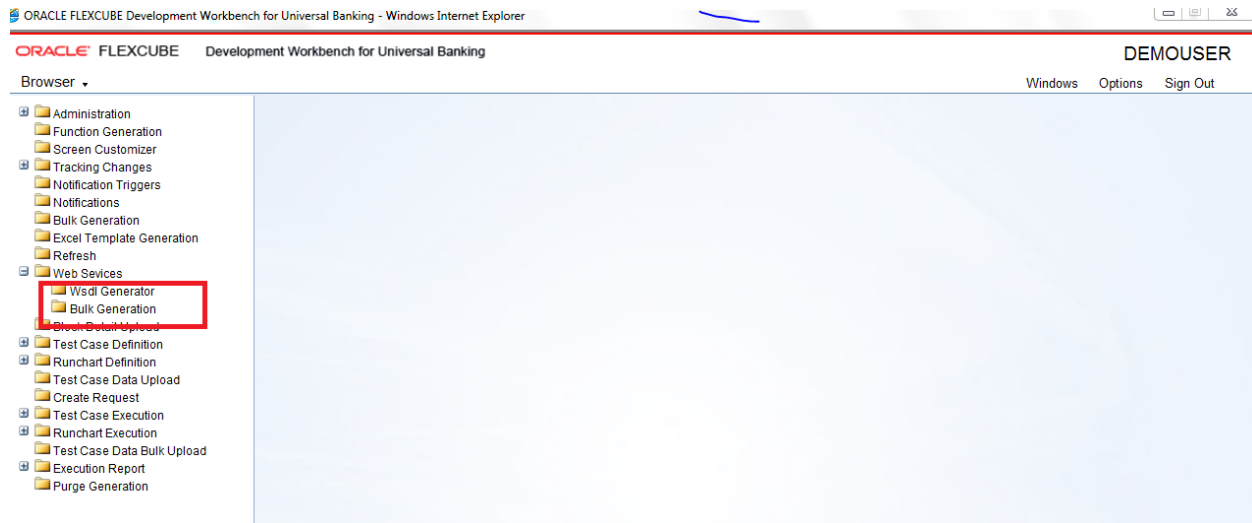 ORACLE FLEXCUBE Development Workbench for Universal Banking - Windows Internet Explorer
ORACLE FLEXCUBE Development Workbench for Universal Banking
DEMOUSER
Browser
Windows Options Sign Out
Administration
Function Generation
Screen Customizer
Tracking Changes
Notification Triggers
Notifications
Bulk Generation
Excel Template Generation
Refresh
Web Sevices
Wsdl Generator
Bulk Generation
Block Detail Upload
Test Case Definition
Runchart Definition
Test Case Data Upload
Create Request
Test Case Execution
Runchart Execution
Test Case Data Bulk Upload
Execution Report
Purge Generation